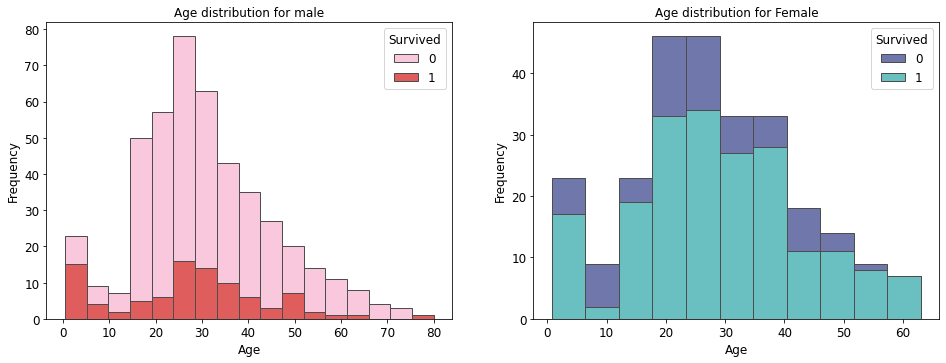 Age distribution for male
Survived
0
1
80
70
60
50
40
30
20
10
0
Frequency
0 10 20 30 40 50 60 70 80
Age
Age distribution for Female
Survived
0
1
40
30
20
10
0
Frequency
0 10 20 30 40 50 60
Age